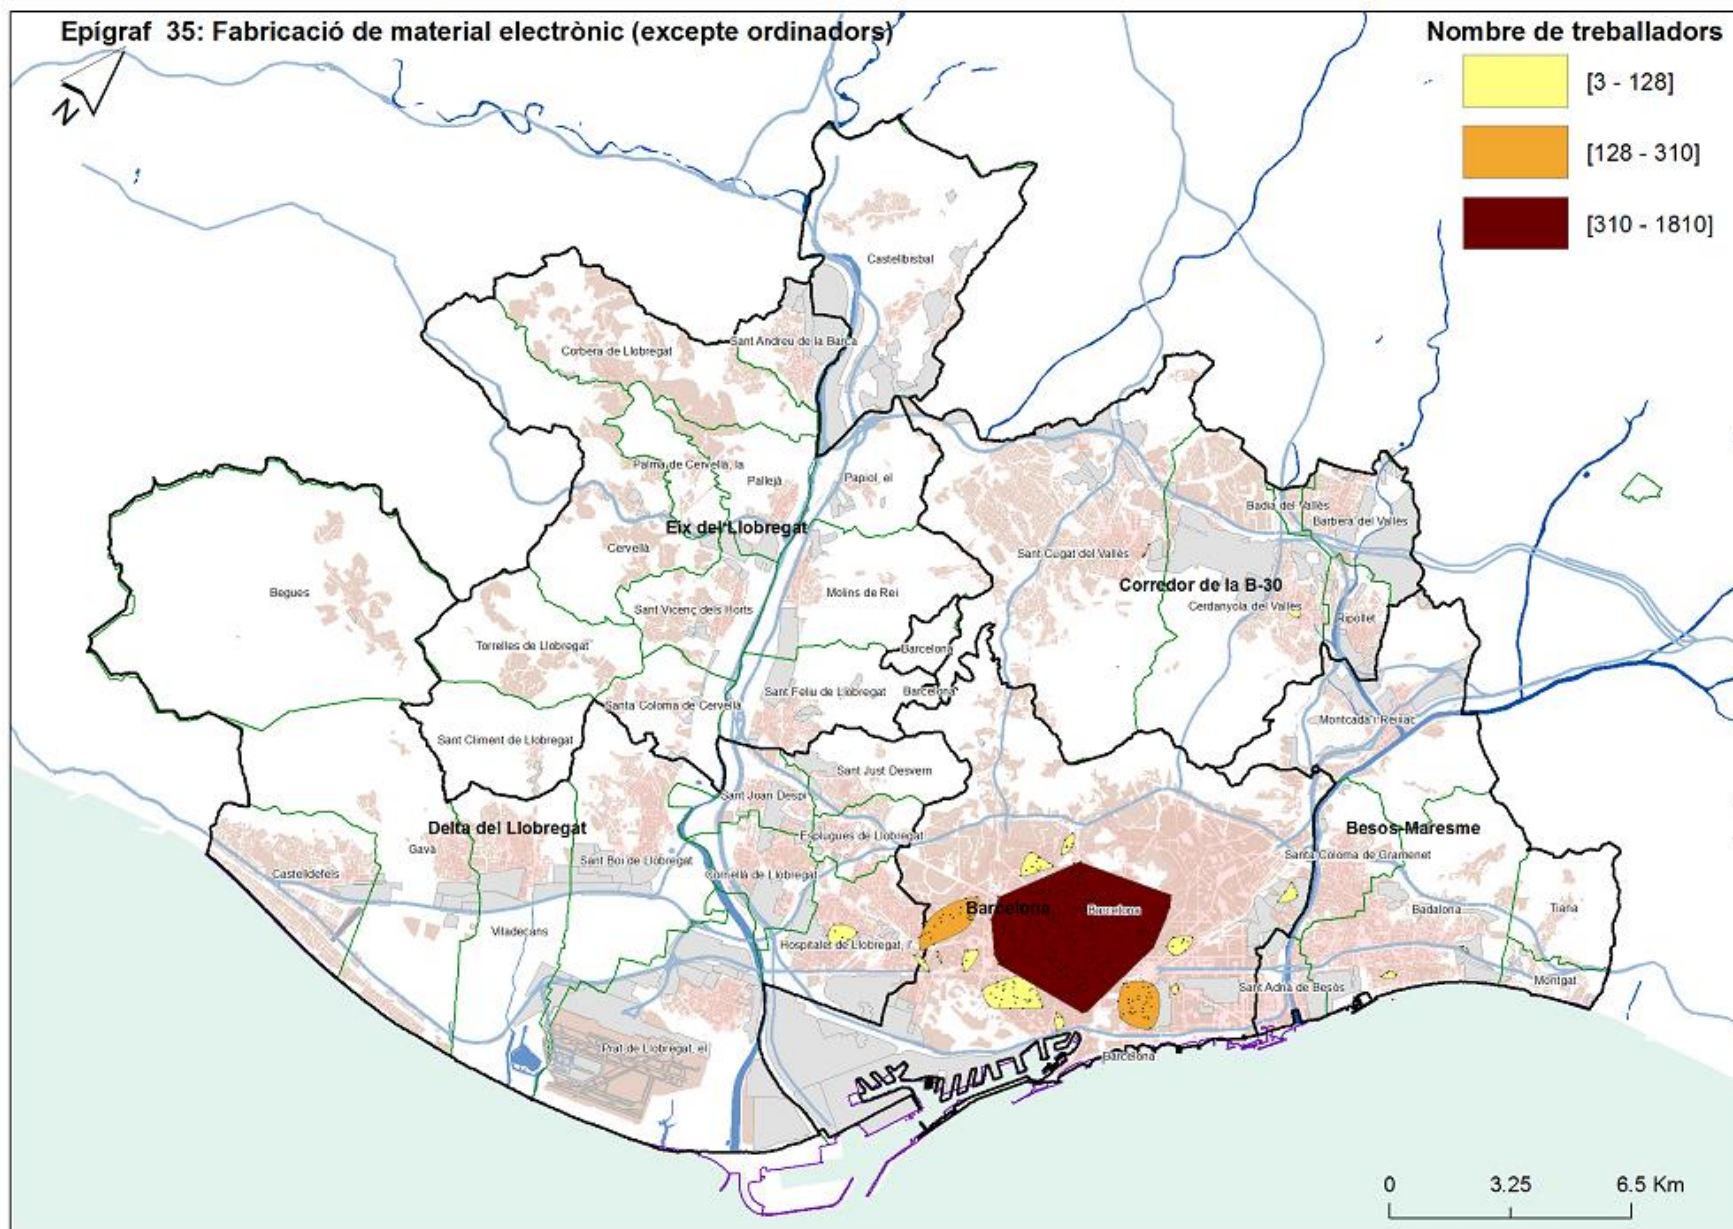 Epígraf 35: Fabricació de material electrònic (excepte ordinadors)
Nombre de treballadors
[3 - 128]
[128 - 310]
[310 - 1810]
N
Castellbisbal
Sant Andreu de la Barca
Corbera de Llobregat
Palma de Cervelló, la
Pallejà
Papiol, el
Badia del Vallès
Barberà del Vallès
Eix del Llobregat
Cervelló
Sant Cugat del Vallès
Corredor de la B-30
Begues
Molins de Rei
Sant Vicenç dels Horts
Cerdanyola del Vallès
Ripollet
Torrelles de Llobregat
Barcelona
Sant Feliu de Llobregat
Barcelona
Santa Coloma de Cervelló
Montcada i Reixac
Sant Climent de Llobregat
Sant Just Desvern
Sant Joan Despí
Delta del Llobregat
Esplugues de Llobregat
Besòs-Maresme
Gavà
Sant Boi de Llobregat
Santa Coloma de Gramenet
Castelldefels
Cornellà de Llobregat
Barcelona
Barcelona
Badalona
Tiana
Viladecans
Hospitalet de Llobregat, l'
Montgat
Sant Adrià de Besòs
Prat de Llobregat, el
Barcelona
0 3.25 6.5 Km